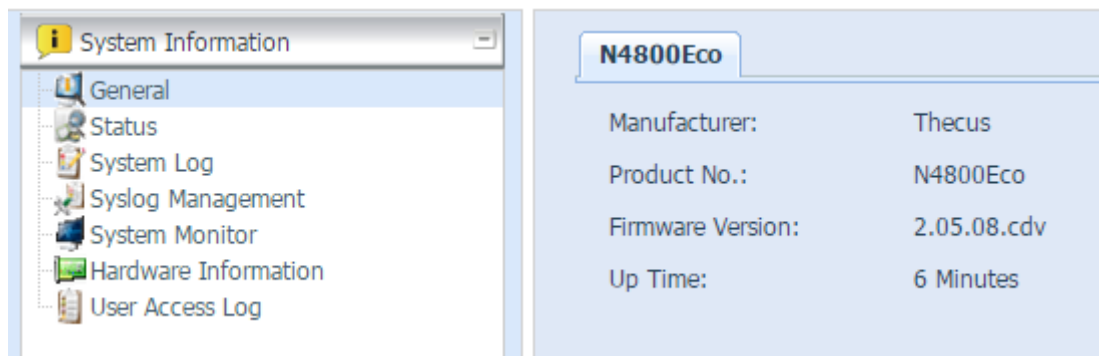 System Information
General
Status
System Log
Syslog Management
System Monitor
Hardware Information
User Access Log
N4800Eco
Manufacturer: Thecus
Product No.: N4800Eco
Firmware Version: 2.05.08.cdv
Up Time: 6 Minutes